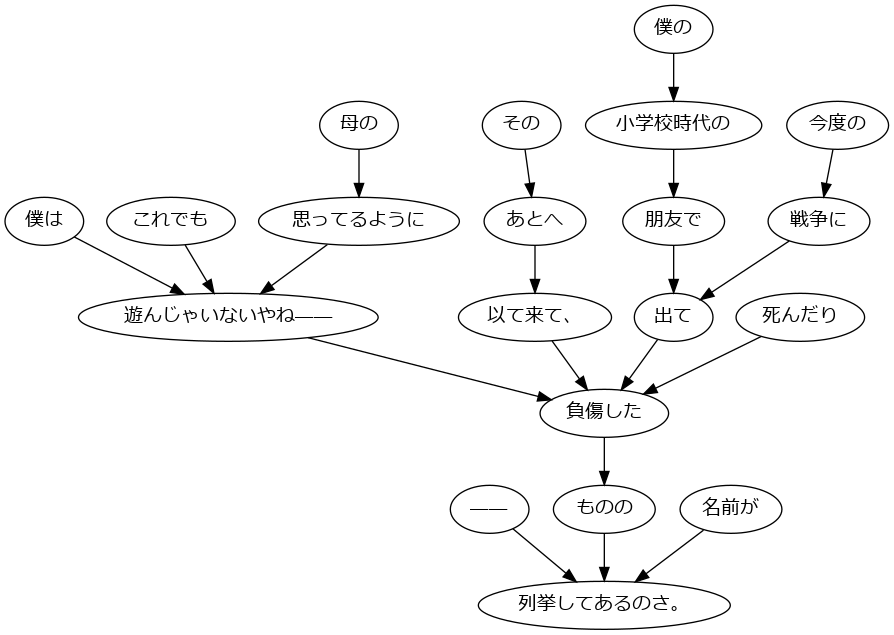 僕の
母の
その
小学校時代の
今度の
僕は
これでも
思ってるように
あとへ
朋友で
戦争に
遊んじゃいないやね――
以て来て、
出て
死んだり
負傷した
――
ものの
名前が
列挙してあるのさ。